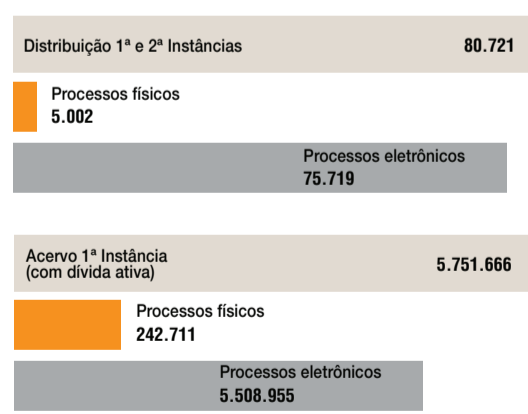 Distribuição 1ª e 2ª Instâncias 80.721
Processos físicos
5.002
Processos eletrônicos
75.719
Acervo 1ª Instância
(com dívida ativa) 5.751.666
Processos físicos
242.711
Processos eletrônicos
5.508.955